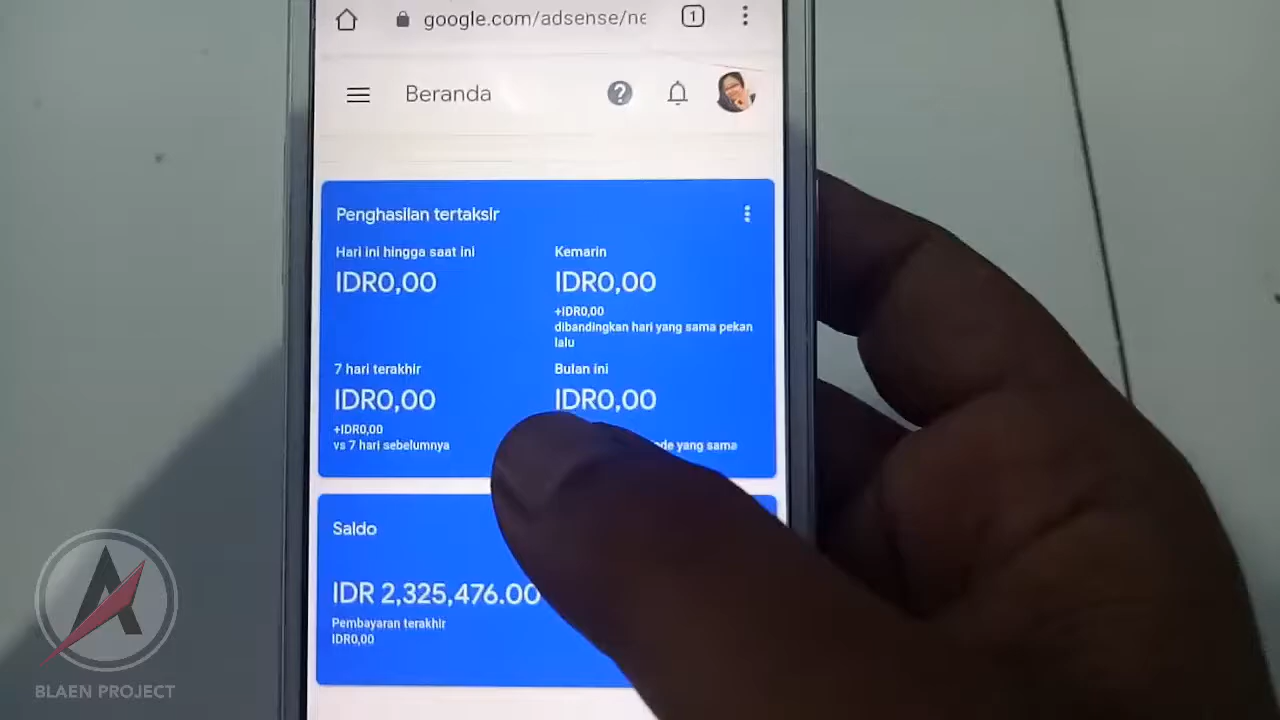 google.com/adsense/ne
1
Beranda
Penghasilan tertaksir
Hari ini hingga saat ini
IDR0,00
Kemarin
IDR0,00
+IDR0,00
dibandingkan hari yang sama pekan
lalu
7 hari terakhir
IDR0,00
+IDR0,00
vs 7 hari sebelumnya
Bulan ini
IDR0,00
yang sama
Saldo
IDR 2,325,476.00
Pembayaran terakhir
IDR0,00
BLAEN PROJECT